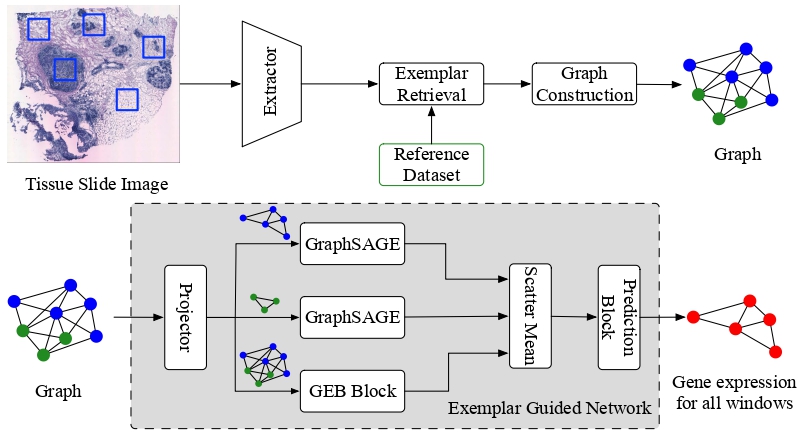 Extractor
Exemplar
Retrieval
Graph
Construction
Reference
Dataset
Graph
Tissue Slide Image
Projector
GraphSAGE
GraphSAGE
GEB Block
Scatter Mean
Prediction
Block
Graph
Gene expression
for all windows
Exemplar Guided Network